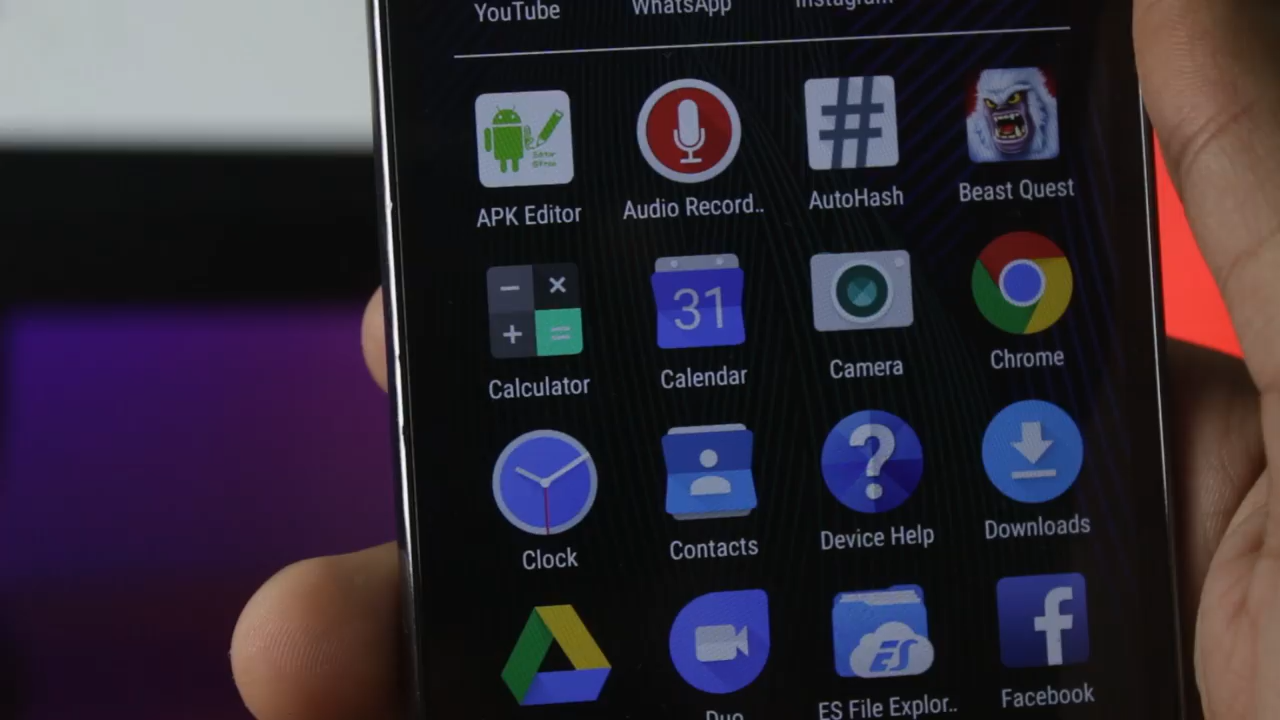 YouTube WhatsApp Instagram
APK Editor Audio Record.. AutoHash Beast Quest
31
Calculator Calendar Camera Chrome
Clock Contacts Device Help Downloads
ES
f
Duo ES File Explor.. Facebook